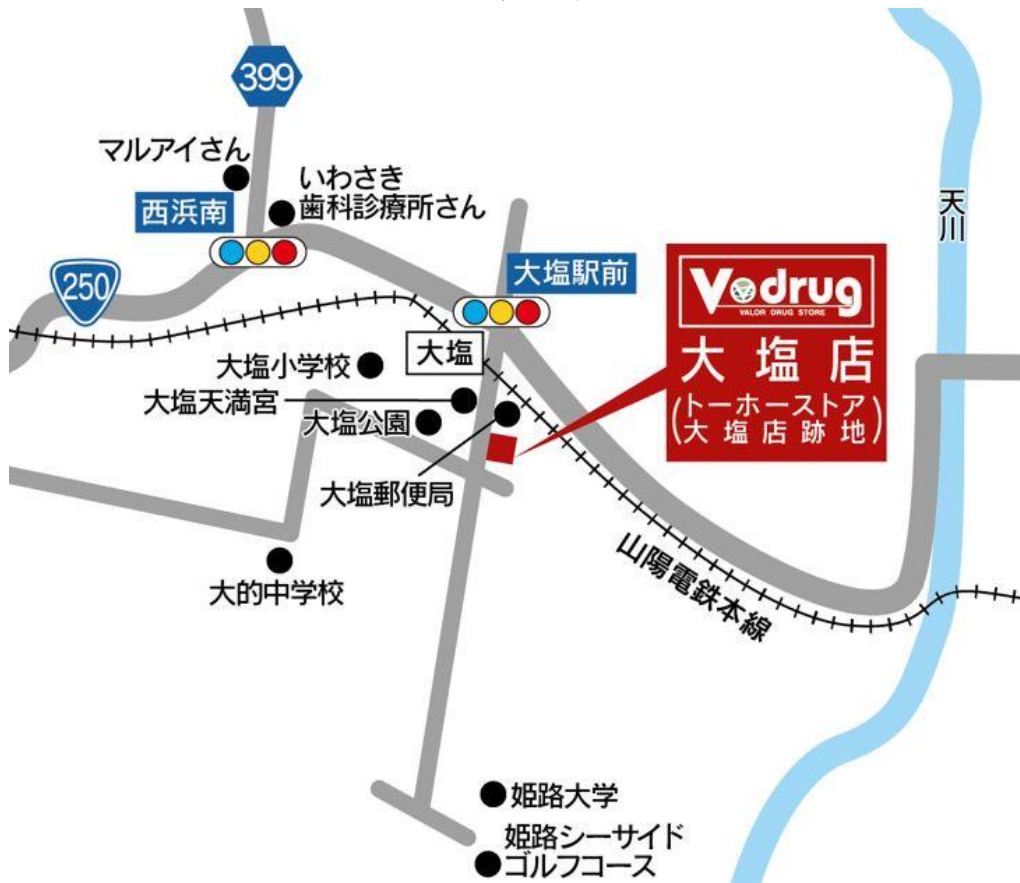 399
マルアイさん
いわさき
歯科診療所さん
西浜南
天川
大塩駅前
250
V drug
VALOR DRUG STORE
大塩店
(トーホーストア
大塩店跡地)
大塩
大塩小学校
大塩天満宮
大塩公園
大塩郵便局
山陽電鉄本線
大的中学校
姫路大学
姫路シーサイド
ゴルフコース